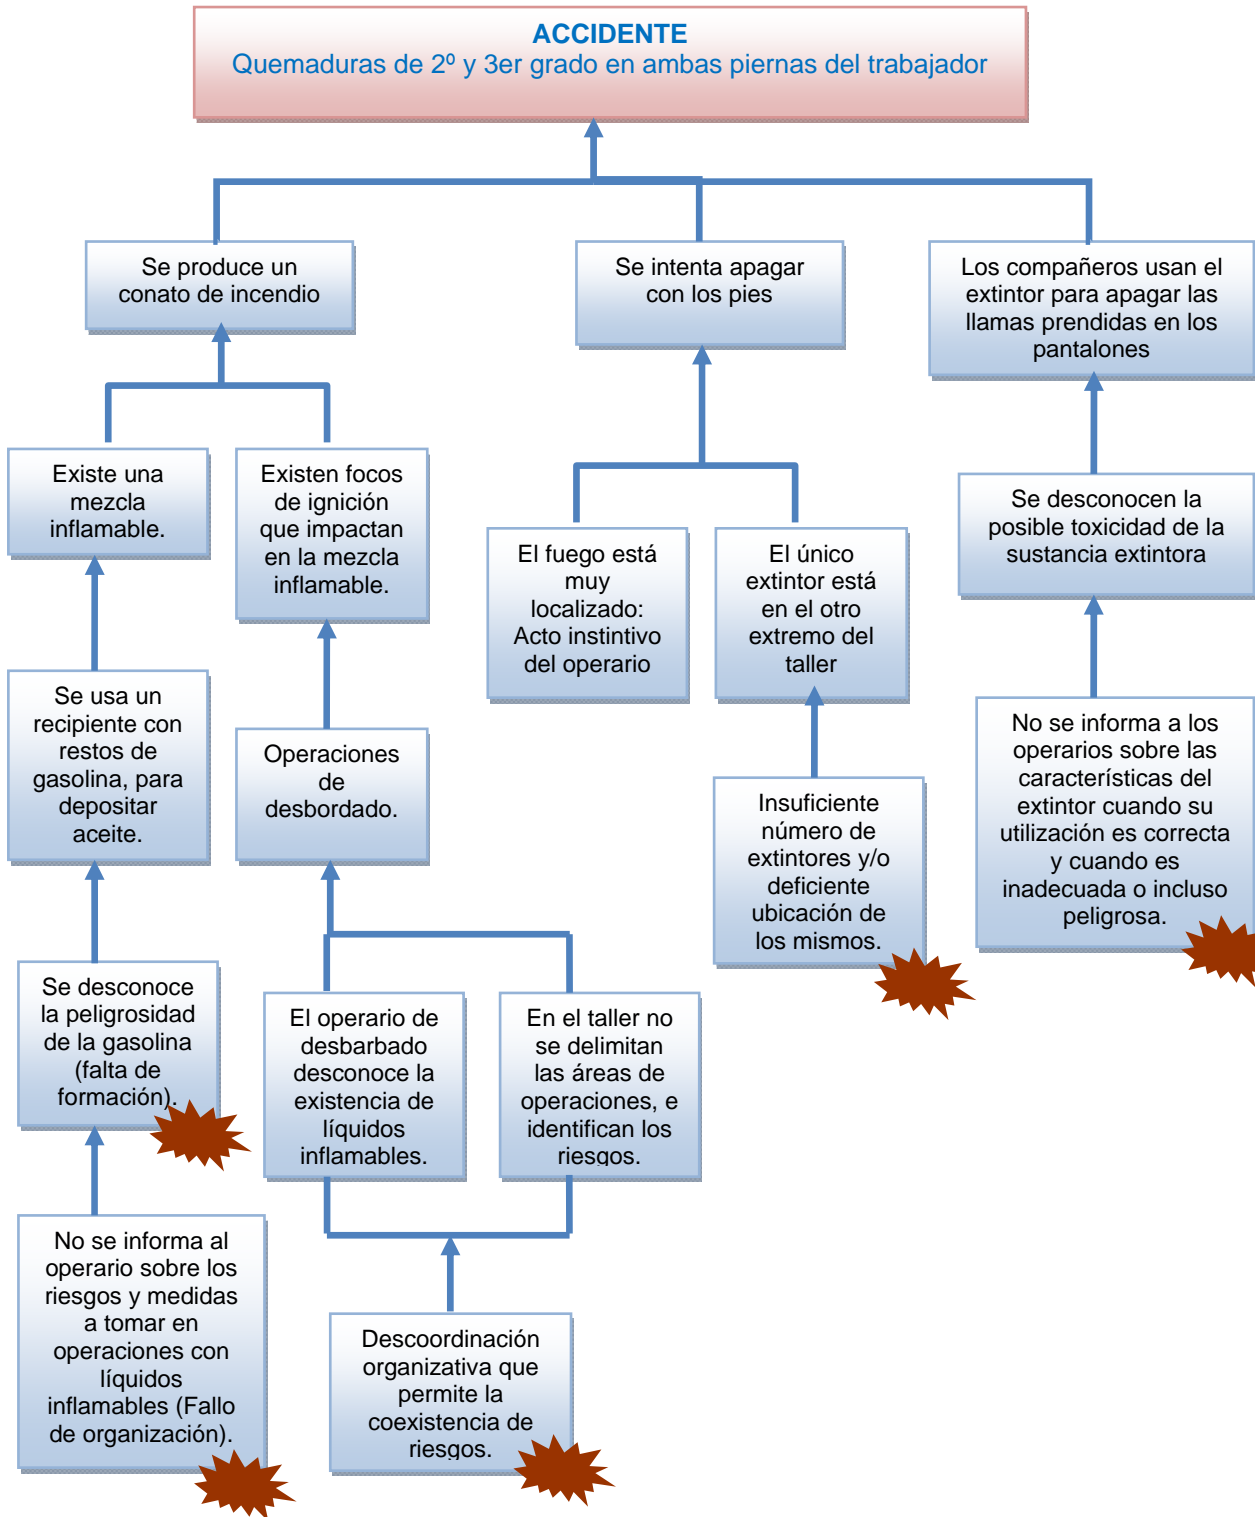 ACCIDENTE
Quemaduras de 2º y 3er grado en ambas piernas del trabajador
Se produce un
conato de incendio
Se intenta apagar
con los pies
Los compañeros usan el
extintor para apagar las
llamas prendidas en los
pantalones
Existe una
mezcla
inflamable.
Existen focos
de ignición
que impactan
en la mezcla
inflamable.
El fuego está
muy
localizado:
Acto instintivo
del operario
El único
extintor está
en el otro
extremo del
taller
Se desconocen la
posible toxicidad de la
sustancia extintora
Se usa un
recipiente con
restos de
gasolina, para
depositar
aceite.
Operaciones
de
desbordado.
Insuficiente
número de
extintores y/o
deficiente
ubicación de
los mismos.
No se informa a los
operarios sobre las
características del
extintor cuando su
utilización es correcta
y cuando es
inadecuada o incluso
peligrosa.
Se desconoce
la peligrosidad
de la gasolina
(falta de
formación).
El operario de
desbarbado
desconoce la
existencia de
líquidos
inflamables.
En el taller no
se delimitan
las áreas de
operaciones, e
identifican los
riesgos.
No se informa al
operario sobre los
riesgos y medidas
a tomar en
operaciones con
líquidos
inflamables (Fallo
de organización).
Descoordinación
organizativa que
permite la
coexistencia de
riesgos.